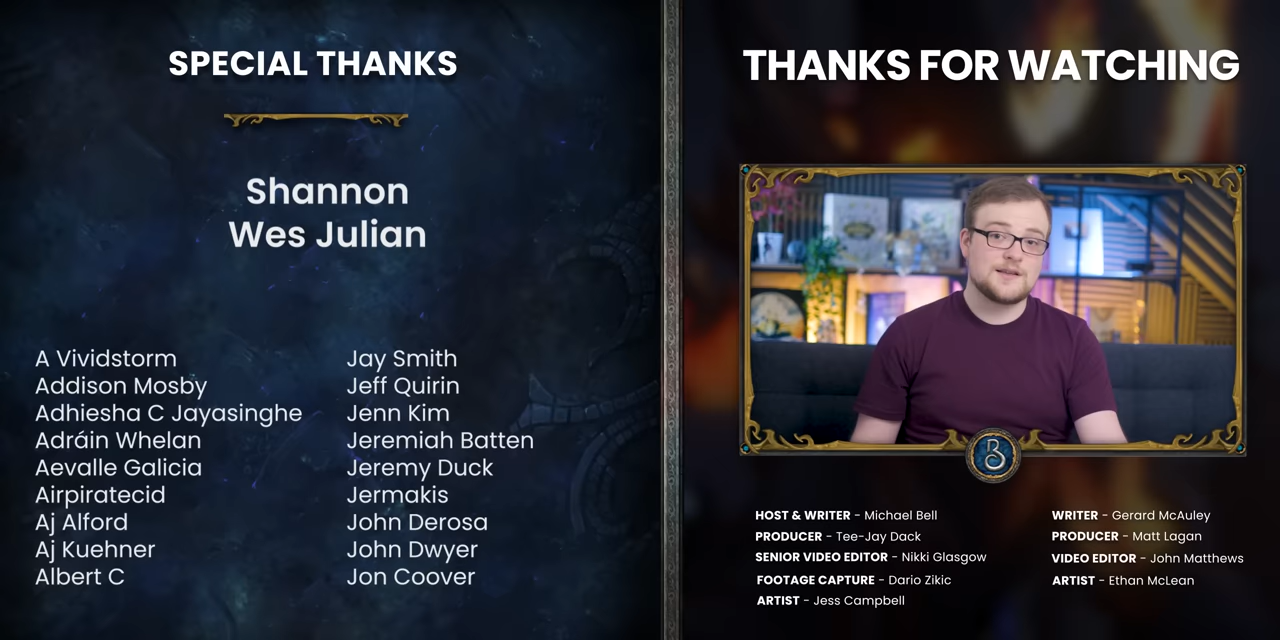 SPECIAL THANKS
Shannon
Wes Julian
A Vividstorm
Addison Mosby
Adhiesha C Jayasinghe
Adráin Whelan
Aevalle Galicia
Airpiratecid
Aj Alford
Aj Kuehner
Albert C
Jay Smith
Jeff Quirin
Jenn Kim
Jeremiah Batten
Jeremy Duck
Jermakis
John Derosa
John Dwyer
Jon Coover
THANKS FOR WATCHING
HOST & WRITER - Michael Bell
PRODUCER - Tee-Jay Dack
SENIOR VIDEO EDITOR - Nikki Glasgow
FOOTAGE CAPTURE - Dario Zikic
ARTIST - Jess Campbell
WRITER - Gerard McAuley
PRODUCER - Matt Lagan
VIDEO EDITOR - John Matthews
ARTIST - Ethan McLean